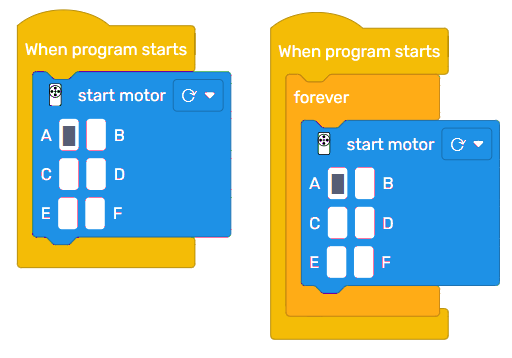 When program starts
start motor
A B
C D
E F
When program starts
forever
start motor
A B
C D
E F